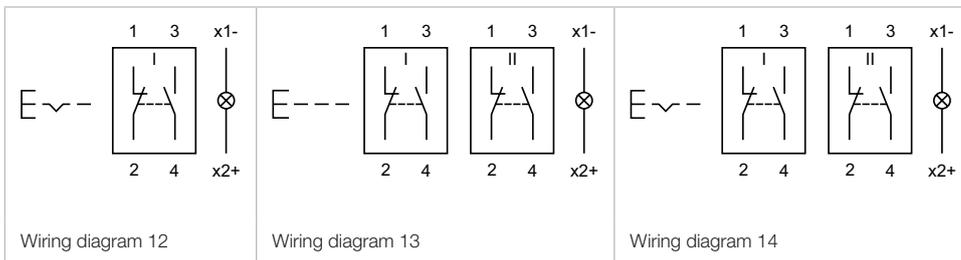 1 3 x1-
I
2 4 x2+
Wiring diagram 12
1 3 1 3 x1-
I II
2 4 2 4 x2+
Wiring diagram 13
1 3 1 3 x1-
I II
2 4 2 4 x2+
Wiring diagram 14